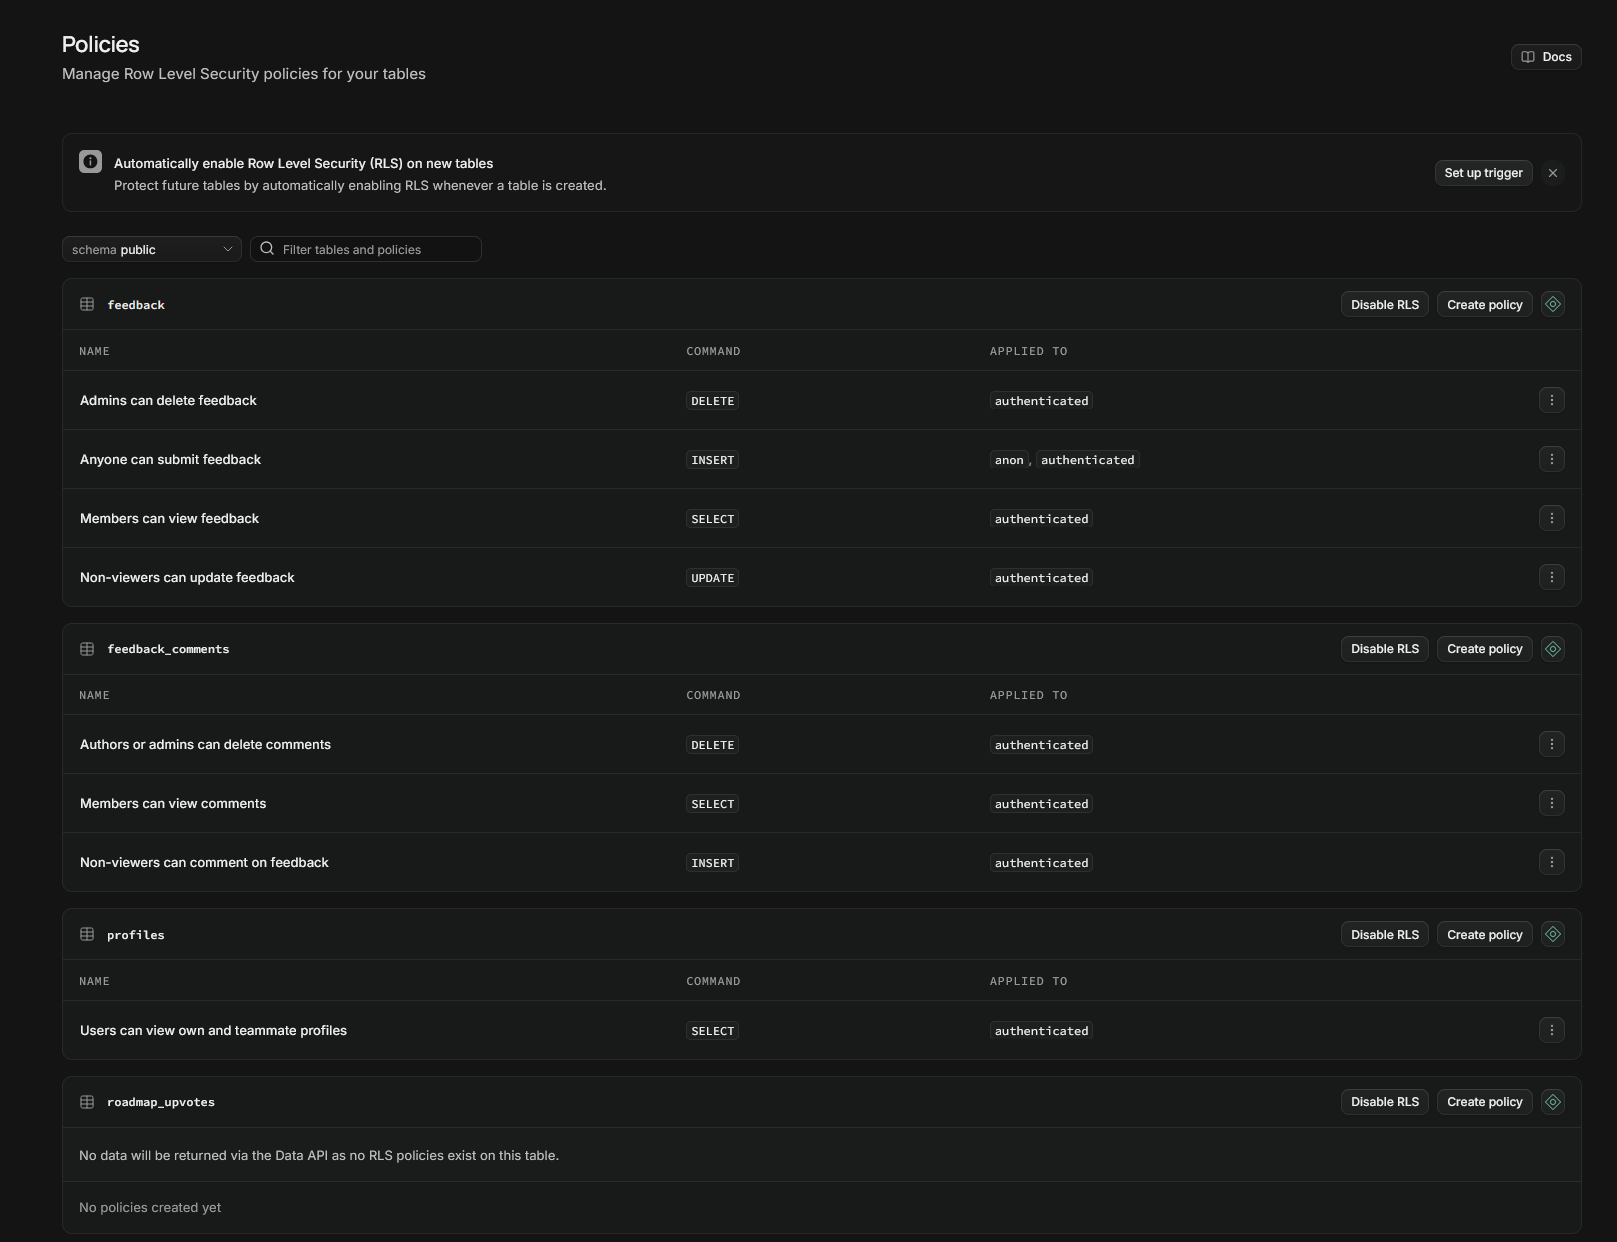 Policies
Manage Row Level Security policies for your tables
Docs
Automatically enable Row Level Security (RLS) on new tables
Protect future tables by automatically enabling RLS whenever a table is created.
Set up trigger
schema public
Filter tables and policies
feedback
Disable RLS
Create policy
NAME COMMAND APPLIED TO
Admins can delete feedback DELETE authenticated
Anyone can submit feedback INSERT anon, authenticated
Members can view feedback SELECT authenticated
Non-viewers can update feedback UPDATE authenticated
feedback_comments
Disable RLS
Create policy
NAME COMMAND APPLIED TO
Authors or admins can delete comments DELETE authenticated
Members can view comments SELECT authenticated
Non-viewers can comment on feedback INSERT authenticated
profiles
Disable RLS
Create policy
NAME COMMAND APPLIED TO
Users can view own and teammate profiles SELECT authenticated
roadmap_upvotes
Disable RLS
Create policy
No data will be returned via the Data API as no RLS policies exist on this table.
No policies created yet